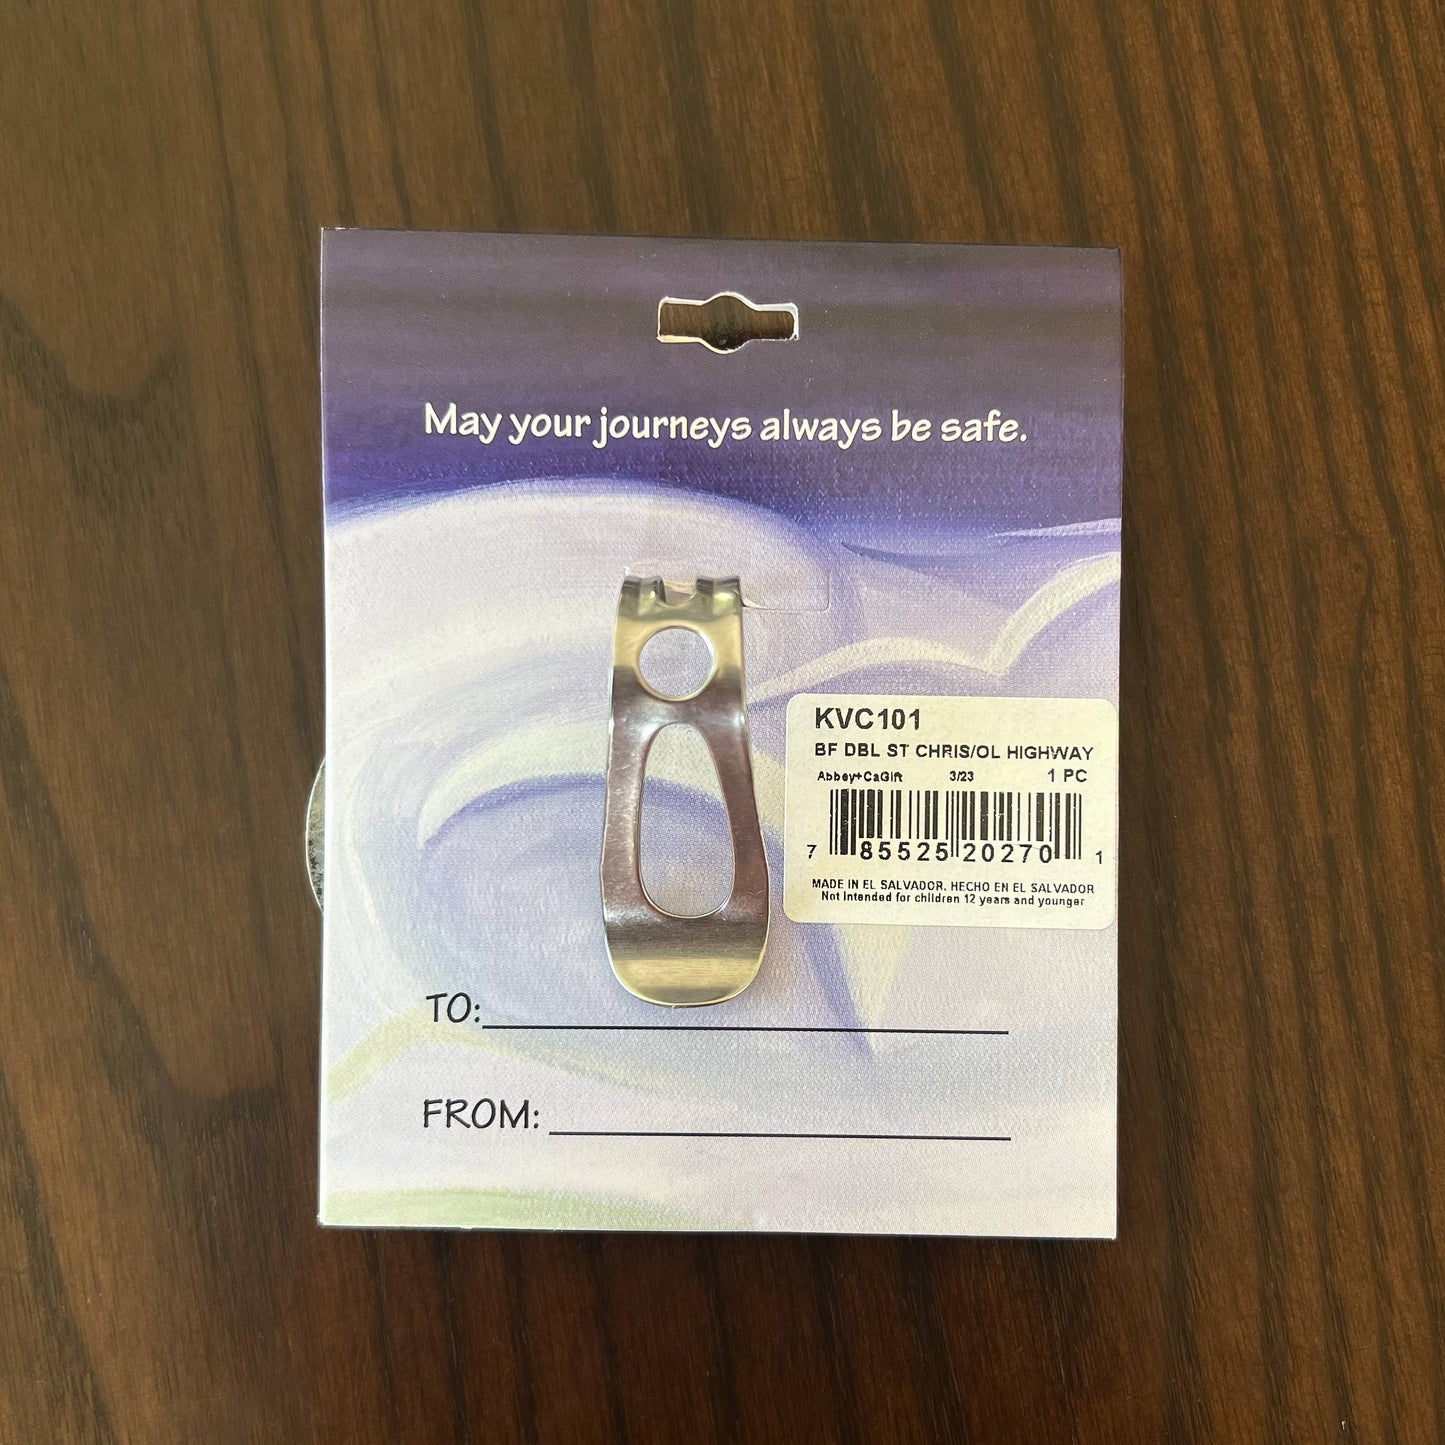 May your journeys always be safe.
KVC101
BF DBL ST CHRIS/OL HIGHWAY
Abbey+CaGift 3/23 1 PC
7 85525 20270 1
MADE IN EL SALVADOR. HECHO EN EL SALVADOR
Not intended for children 12 years and younger
TO:
FROM: